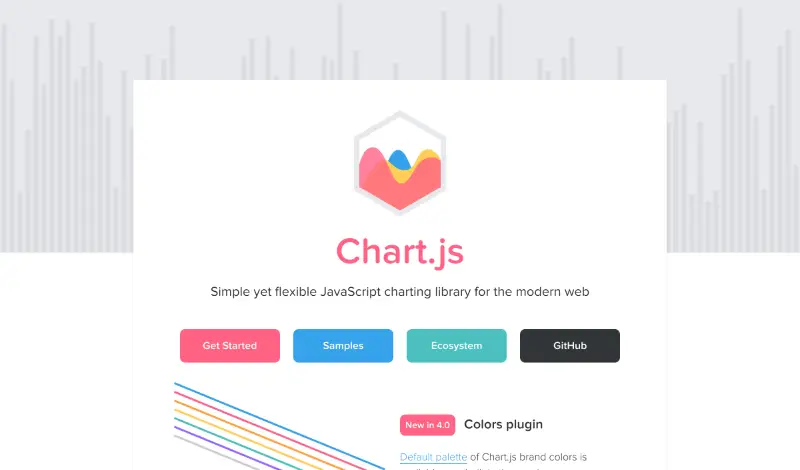 Chart.js
Simple yet flexible JavaScript charting library for the modern web
Get Started
Samples
Ecosystem
GitHub
New in 4.0
Colors plugin
Default palette of Chart.js brand colors is